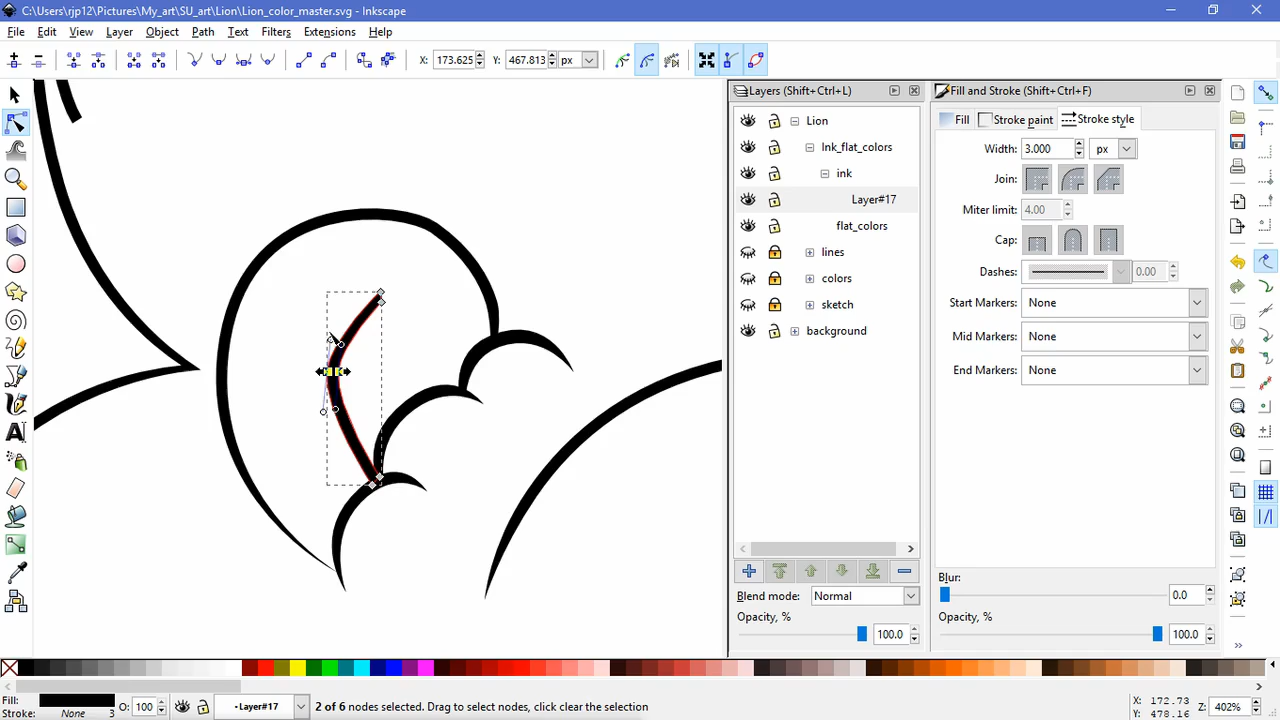 C:\Users\rjp12\Pictures\My_art\SU_art\Lion\Lion_color_master.svg - Inkscape
File Edit View Layer Object Path Text Filters Extensions Help
X: 173.625 Y: 467.813 px
Layers (Shift+Ctrl+L)
Lion
Ink_flat_colors
ink
Layer#17
flat_colors
lines
colors
sketch
background
Blend mode: Normal
Opacity, %
100.0
Fill and Stroke (Shift+Ctrl+F)
Fill Stroke paint Stroke style
Width: 3.000 px
Join:
Miter limit: 4.00
Cap:
Dashes: 0.00
Start Markers: None
Mid Markers: None
End Markers: None
Blur:
0.0
Opacity, %
100.0
Fill:
Stroke: None 3
O: 100
•Layer#17
2 of 6 nodes selected. Drag to select nodes, click clear the selection
X: 172.73
Y: 478.16
Z: 402%